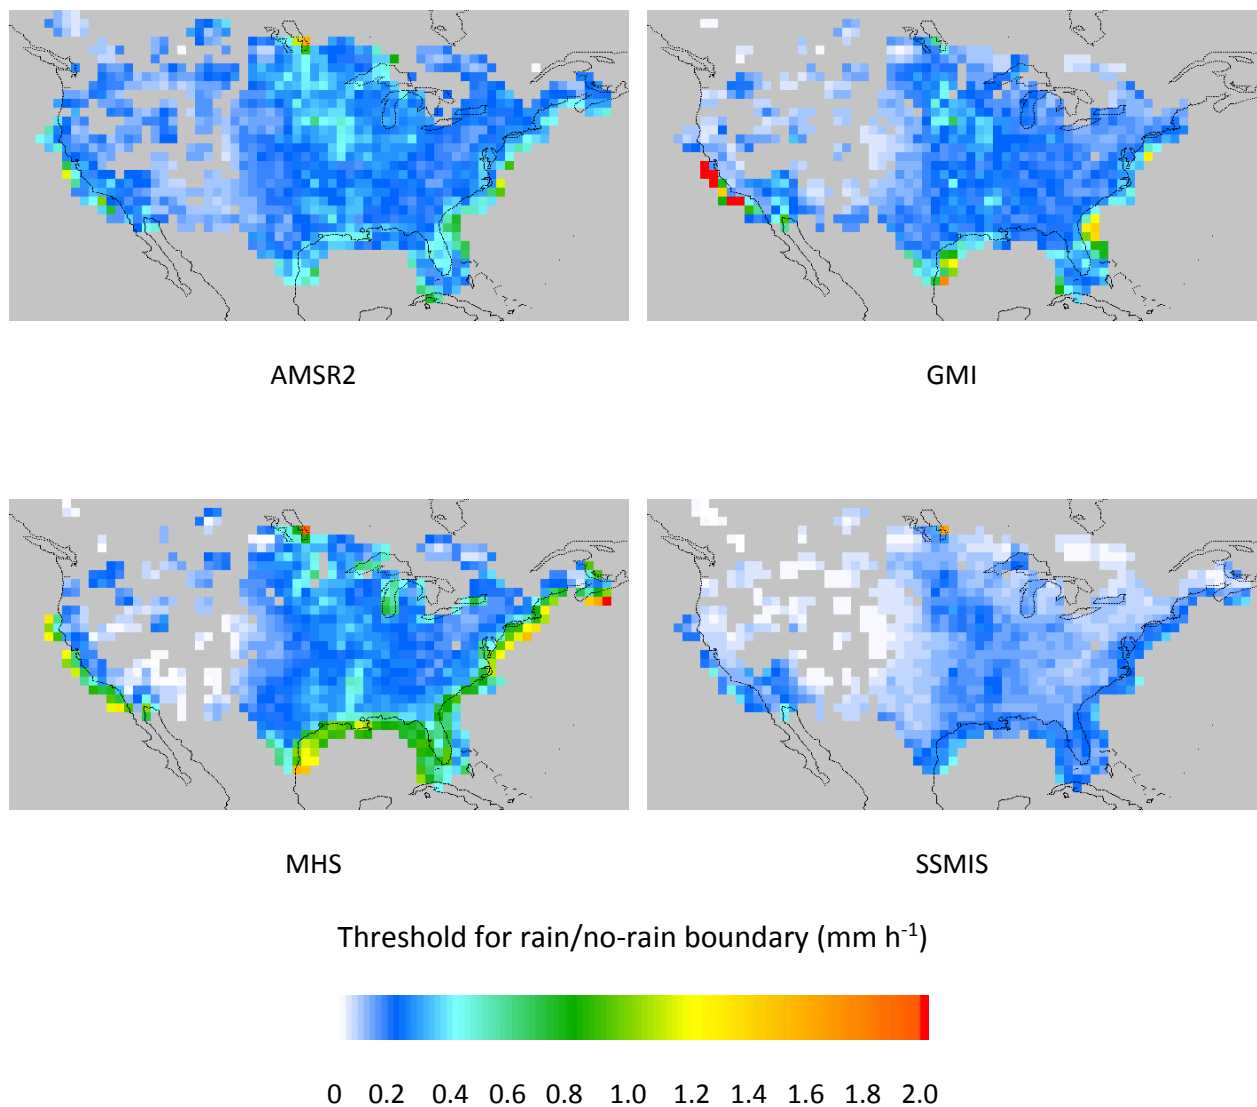 AMSR2
GMI
MHS
SSMIS
Threshold for rain/no-rain boundary (mm h⁻¹)
0 0.2 0.4 0.6 0.8 1.0 1.2 1.4 1.6 1.8 2.0